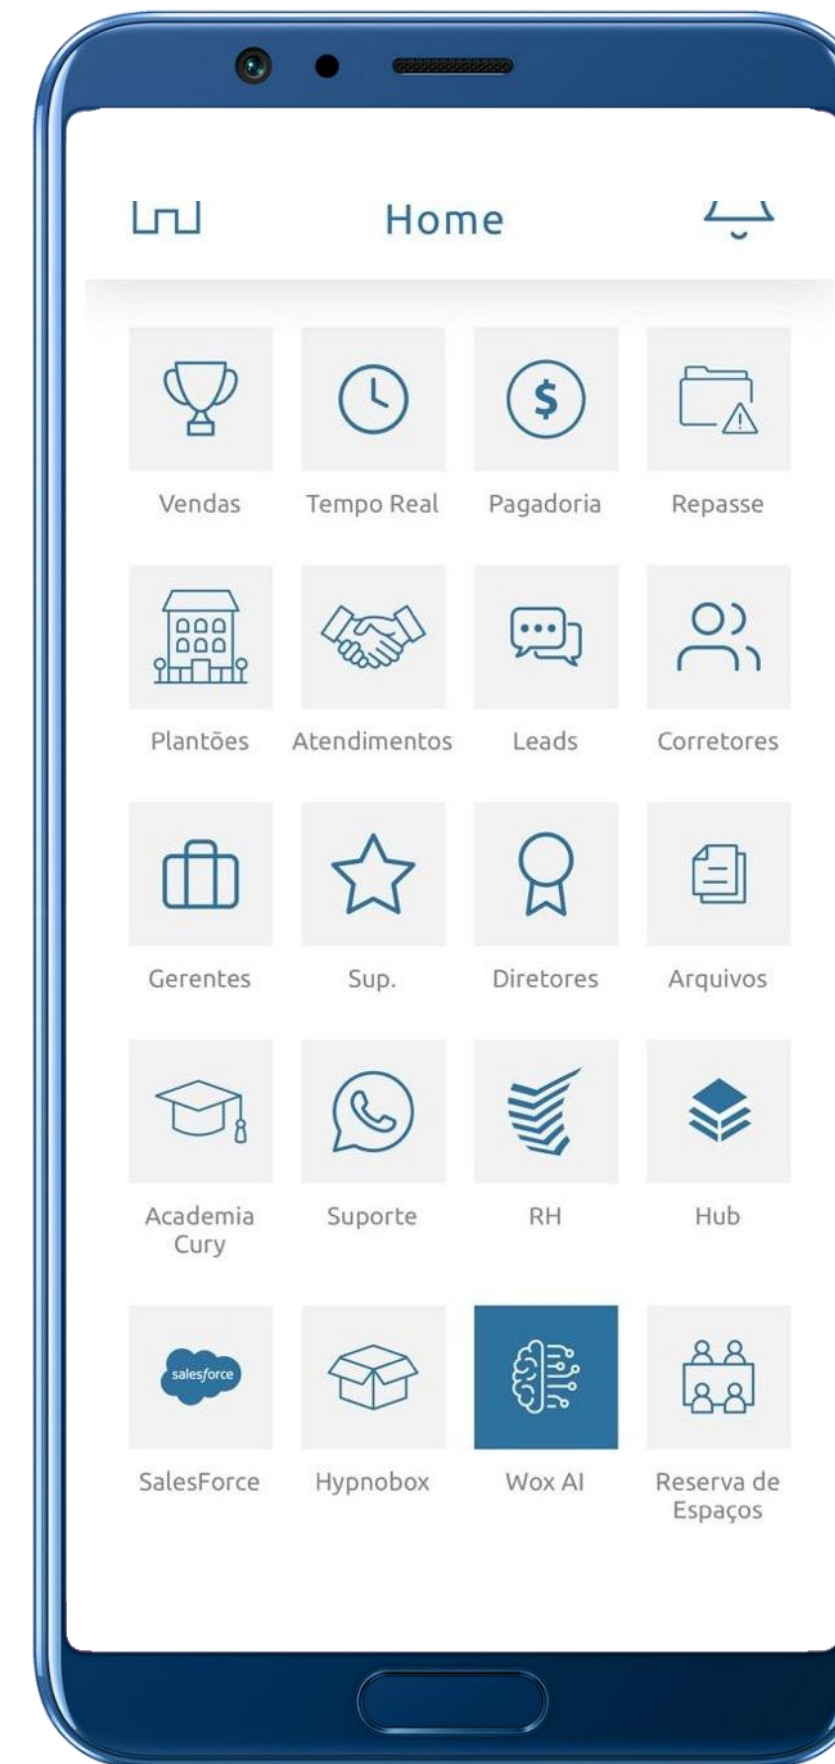 Home
Vendas
Tempo Real
$
Pagadoria
Repasse
Plantões
Atendimentos
Leads
Corretores
Gerentes
Sup.
Diretores
Arquivos
Academia
Cury
Suporte
RH
Hub
salesforce
SalesForce
Hypnobox
Wox AI
Reserva de
Espaços